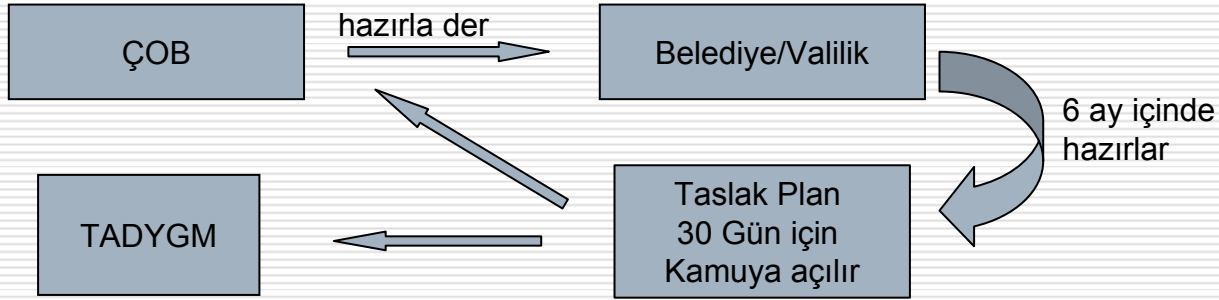 ÇOB
hazırla der
Belediye/Valilik
6 ay içinde
hazırlar
Taslak Plan
30 Gün için
Kamuya açılır
TADYGM